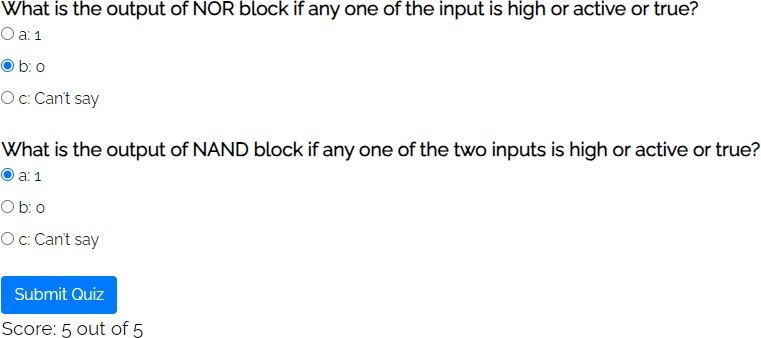 What is the output of NOR block if any one of the input is high or active or true?
a: 1
b: 0
c: Can't say
What is the output of NAND block if any one of the two inputs is high or active or true?
a: 1
b: 0
c: Can't say
Submit Quiz
Score: 5 out of 5